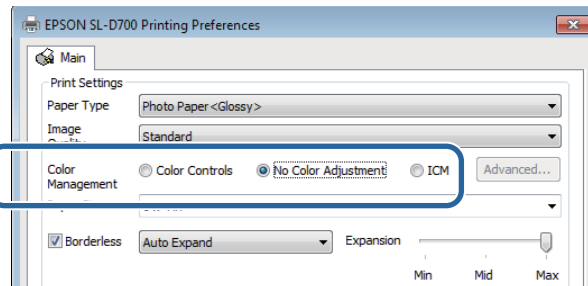 EPSON SL-D700 Printing Preferences
Main
Print Settings
Paper Type Photo Paper<Glossy>
Image
Standard
Color Management Color Controls No Color Adjustment ICM Advanced...
Borderless Auto Expand Expansion
Min Mid Max